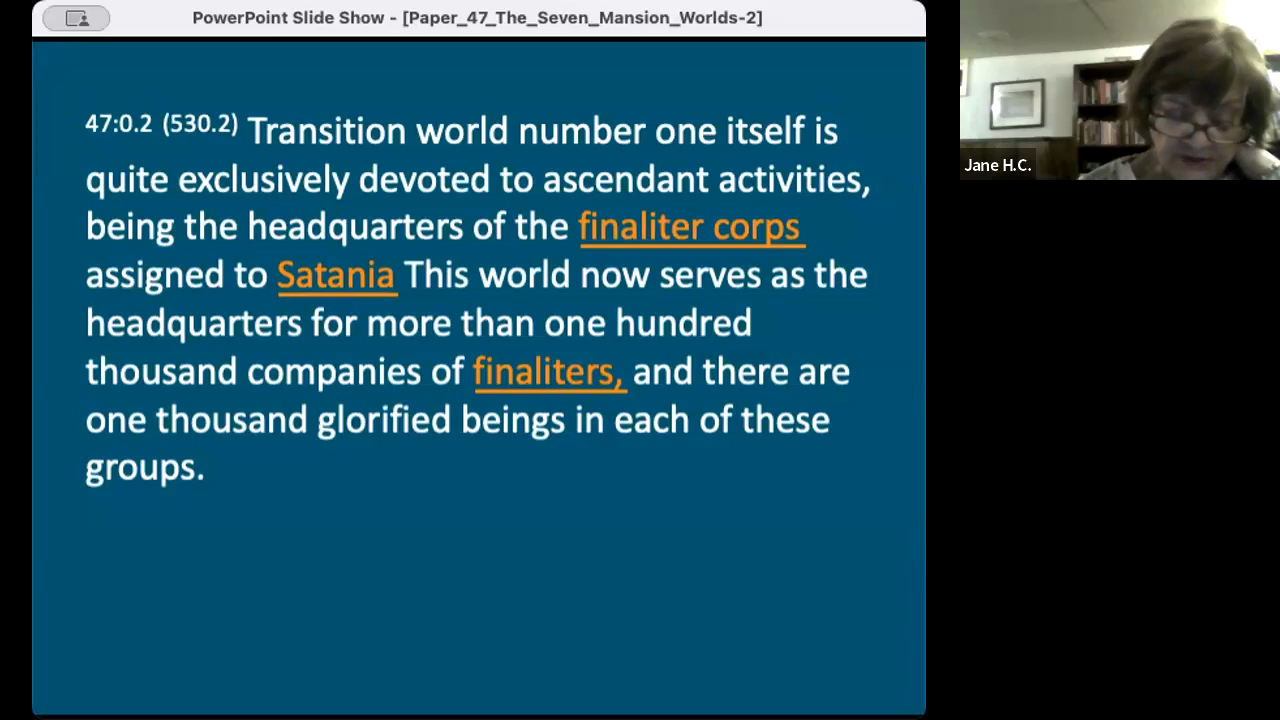 PowerPoint Slide Show - [Paper_47_The_Seven_Mansion_Worlds-2]
47:0.2 (530.2) Transition world number one itself is
quite exclusively devoted to ascendant activities,
being the headquarters of the finaliter corps
assigned to Satania This world now serves as the
headquarters for more than one hundred
thousand companies of finaliters, and there are
one thousand glorified beings in each of these
groups.
Jane H.C.